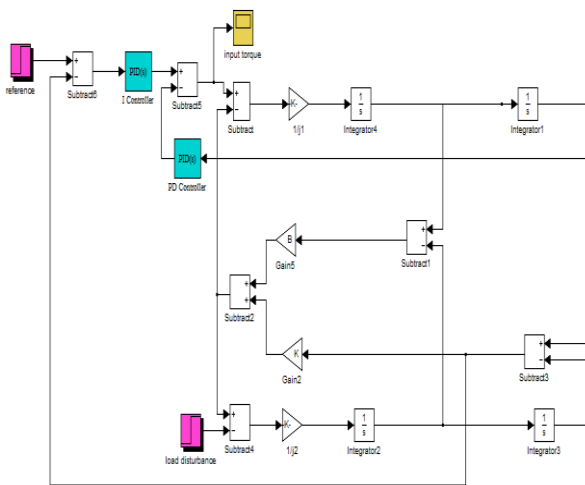 input torque
+
−
reference
Subtract6
PID(s)
I Controller
+
−
Subtract5
+
−
Subtract
-K-
1/j1
1
s
Integrator4
1
s
Integrator1
PID(s)
PD Controller
B
Gain5
+
−
Subtract1
+
+
Subtract2
K
Gain2
+
−
Subtract3
load disturbance
+
−
Subtract4
-K-
1/j2
1
s
Integrator2
1
s
Integrator3